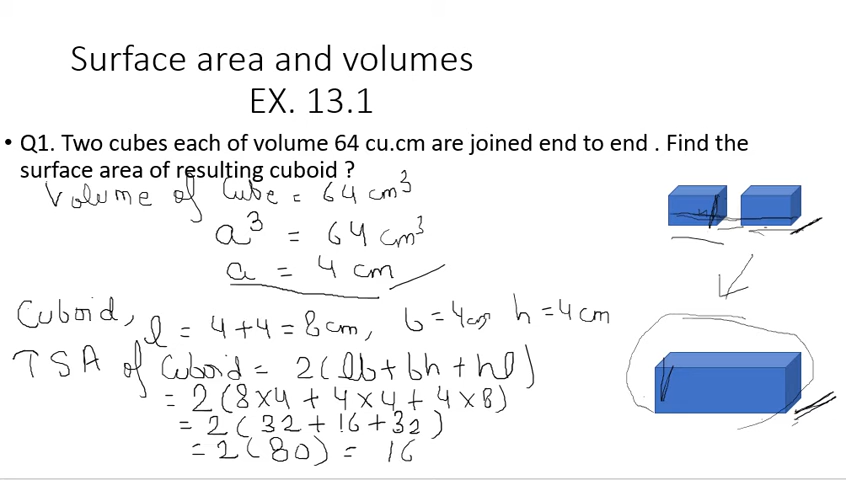 Surface area and volumes
EX. 13.1
• Q1. Two cubes each of volume 64 cu.cm are joined end to end . Find the
surface area of resulting cuboid ?
Volume of Cube = 64 cm³
a³ = 64 cm³
a = 4 cm
Cuboid,
l = 4+4 = 8cm, b = 4cm h = 4cm
TSA of Cuboid = 2(lb + bh + hl)
= 2(8×4 + 4×4 + 4×8)
= 2(32 + 16 + 32)
= 2(80) = 16